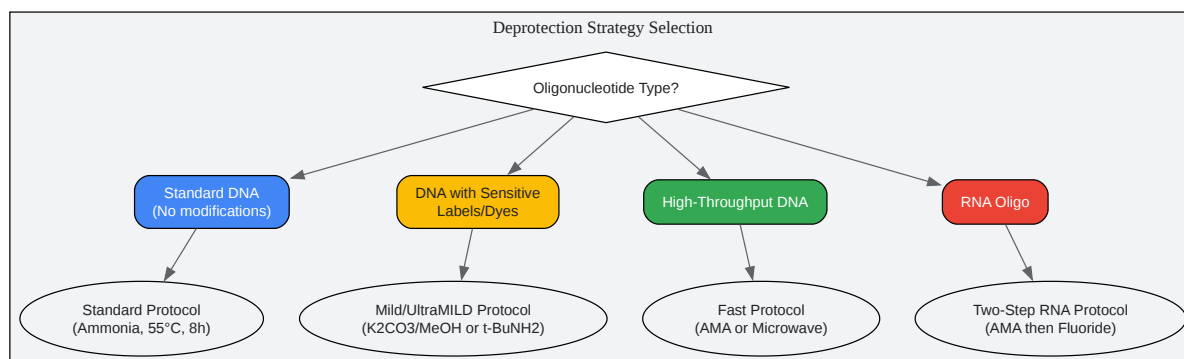 Deprotection Strategy Selection
Oligonucleotide Type?
Standard DNA
(No modifications)
DNA with Sensitive
Labels/Dyes
High-Throughput DNA
RNA Oligo
Standard Protocol
(Ammonia, 55°C, 8h)
Mild/UltraMILD Protocol
(K2CO3/MeOH or t-BuNH2)
Fast Protocol
(AMA or Microwave)
Two-Step RNA Protocol
(AMA then Fluoride)